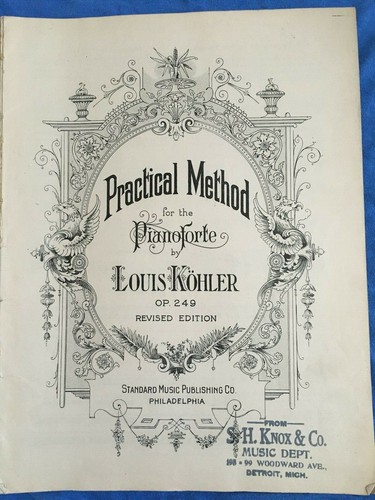 Practical Method
for the
Pianoforte
by
LOUIS KÖHLER
OP. 249
REVISED EDITION
STANDARD MUSIC PUBLISHING CO.
PHILADELPHIA.
FROM
S. H. KNOX & CO.
MUSIC DEPT.
99 WOODWARD AVE.,
DETROIT, MICH.